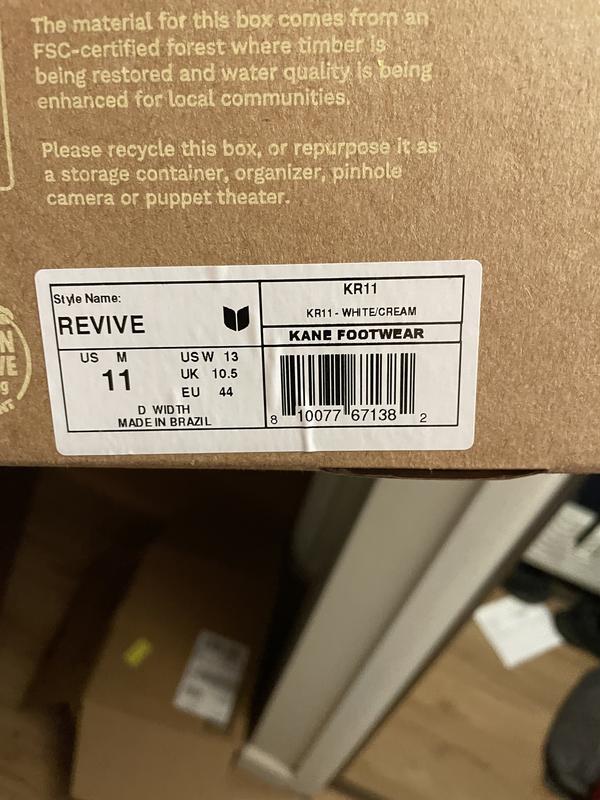 The material for this box comes from an
FSC-certified forest where timber is
being restored and water quality is being
enhanced for local communities.
Please recycle this box, or repurpose it as
a storage container, organizer, pinhole
camera or puppet theater.
Style Name:
REVIVE
KR11
KR11 - WHITE/CREAM
KANE FOOTWEAR
US M
11
US W 13
UK 10.5
EU 44
D WIDTH
MADE IN BRAZIL
8 10077 67138 2